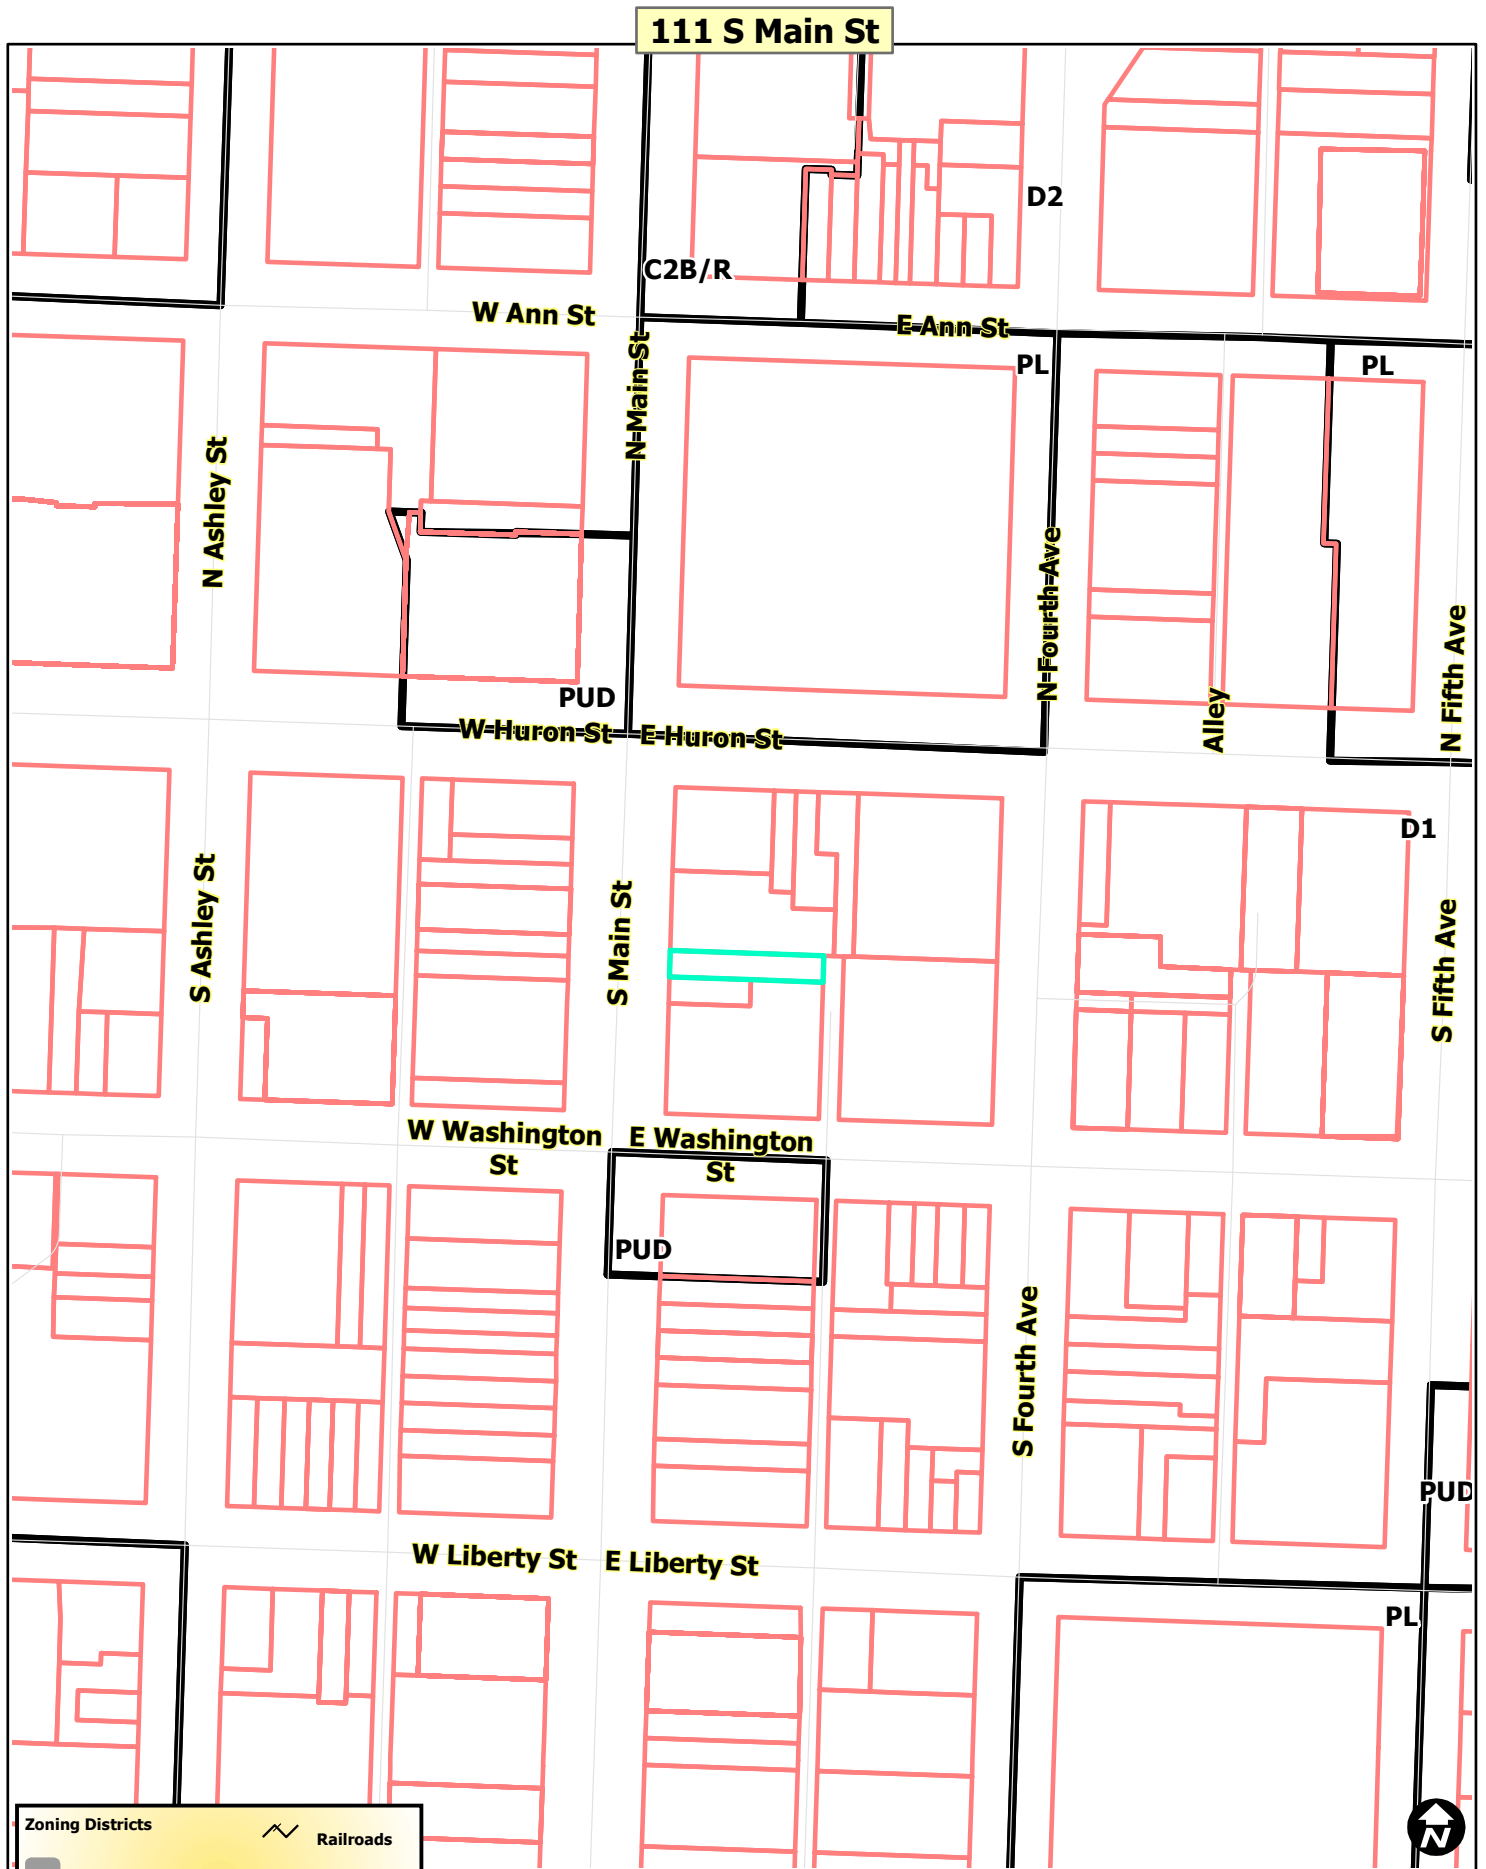 111 S Main St
D2
C2B/R
W Ann St
E Ann St
N Main St
PL
PL
N Ashley St
N Fourth Ave
N Fifth Ave
Alley
PUD
W Huron St
E Huron St
D1
S Ashley St
S Main St
S Fifth Ave
W Washington
St
E Washington
St
PUD
S Fourth Ave
PUD
W Liberty St
E Liberty St
PL
Zoning Districts
Railroads
N